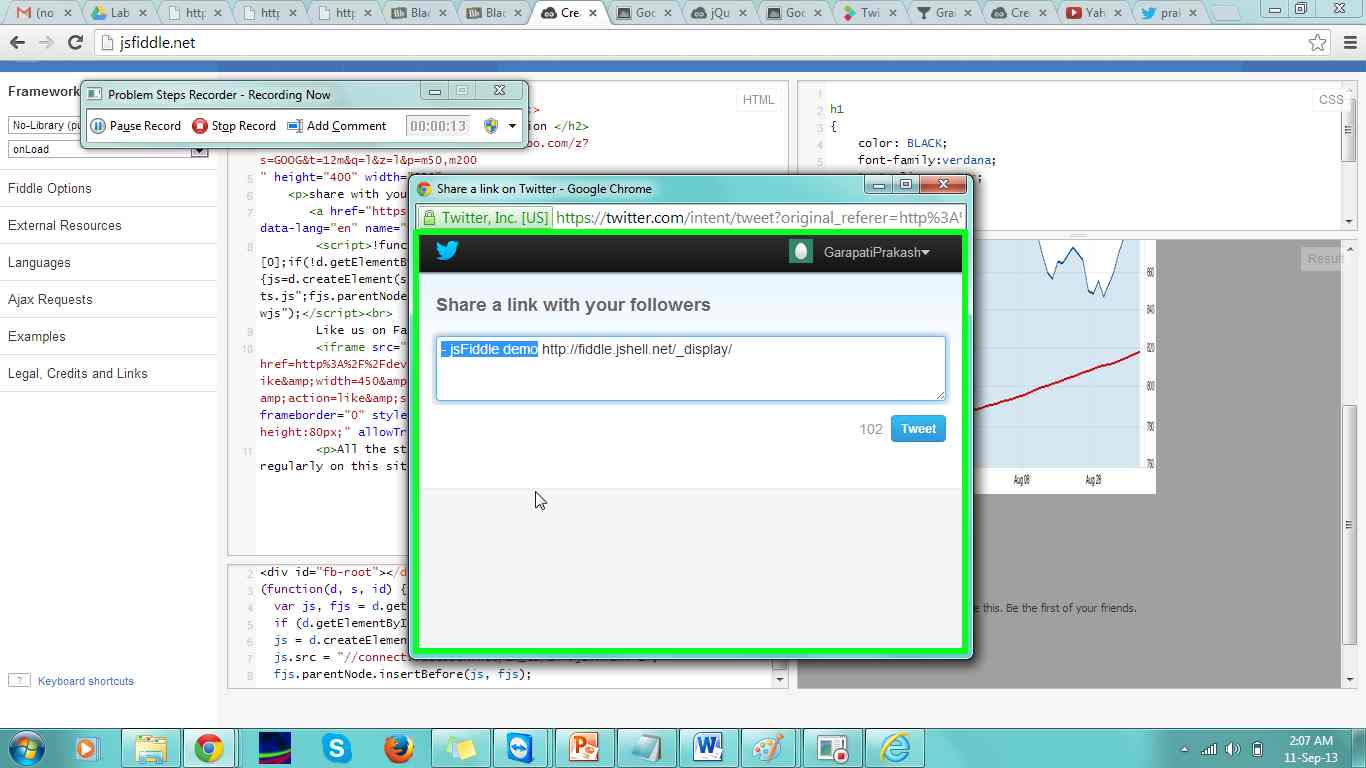 (no
Lab
http
http
http
Blac
Blac
Crea
Goo
jQu
Goo
Twi
Gra
Cre
Yah
pral
jsfiddle.net
Framework
Problem Steps Recorder - Recording Now
Pause Record
Stop Record
Add Comment
00:00:13
No-Library (pu
onLoad
Fiddle Options
External Resources
Languages
Ajax Requests
Examples
Legal, Credits and Links
? Keyboard shortcuts
HTML
>
ion </h2>
oo.com/z?
s=GOOG&t=12m&q=l&z=l&p=m50,m200
5 " height="400" width=
6 <p>share with you
7 <a href="https
data-lang="en" name="
8 <script>!func
[0];if(!d.getElementB
{js=d.createElement(s
ts.js";fjs.parentNode
wjs");</script><br>
9 Like us on Fa
10 <iframe src="
href=http%3A%2F%2Fdev
ike&amp;width=450&amp
amp;action=like&amp;s
frameborder="0" style
height:80px;" allowTr
11 <p>All the st
regularly on this sit
2 <div id="fb-root"></d
3 (function(d, s, id) {
4 var js, fjs = d.get
5 if (d.getElementByI
6 js = d.createElemen
7 js.src = "//connect
8 fjs.parentNode.insertBefore(js, fjs);
CSS
1
2 h1
3 {
4 color: BLACK;
5 font-family:verdana;
Result
Share a link on Twitter - Google Chrome
Twitter, Inc. [US] https://twitter.com/intent/tweet?original_referer=http%3A%
GarapatiPrakash
Share a link with your followers
- jsFiddle demo http://fiddle.jshell.net/_display/
102 Tweet
860
840
820
800
780
760
Aug 08
Aug 28
e this. Be the first of your friends.
2:07 AM
11-Sep-13